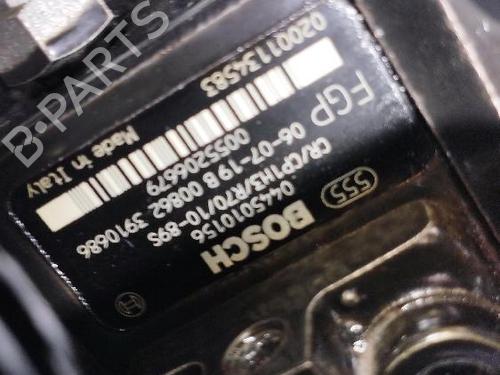 B-PARTS
BOSCH
555
0445010156
CR/CP1H3/R70/10-89S
FGP 06-07-19 B 00862 3910686
0055206679
02001134583
Made in Italy